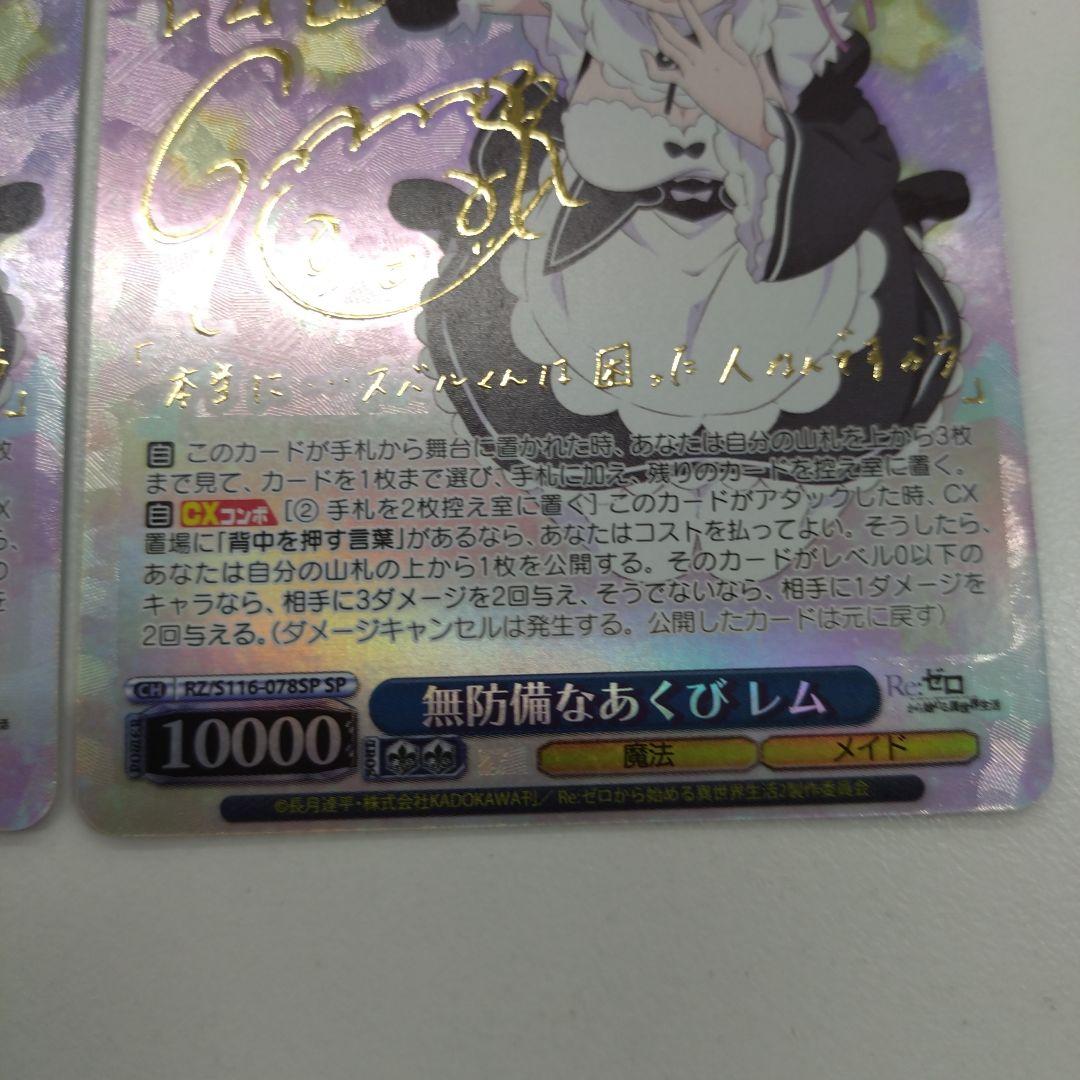 「本当に…スバルくんは困った人なんですから」
自 このカードが手札から舞台に置かれた時、あなたは自分の山札を上から3枚
まで見て、カードを1枚まで選び、手札に加え、残りのカードを控え室に置く。
自 CXコンボ [② 手札を2枚控え室に置く] このカードがアタックした時、CX
置場に「背中を押す言葉」があるなら、あなたはコストを払ってよい。そうしたら、
あなたは自分の山札の上から1枚を公開する。そのカードがレベル0以下の
キャラなら、相手に3ダメージを2回与え、そうでないなら、相手に1ダメージを
2回与える。(ダメージキャンセルは発生する。公開したカードは元に戻す)
CH RZ/S116-078SP SP
無防備なあくび レム
Re:ゼロ
から始める異世界生活
POWER 10000 SOUL
魔法 メイド
©長月達平・株式会社KADOKAWA刊／Re:ゼロから始める異世界生活2製作委員会